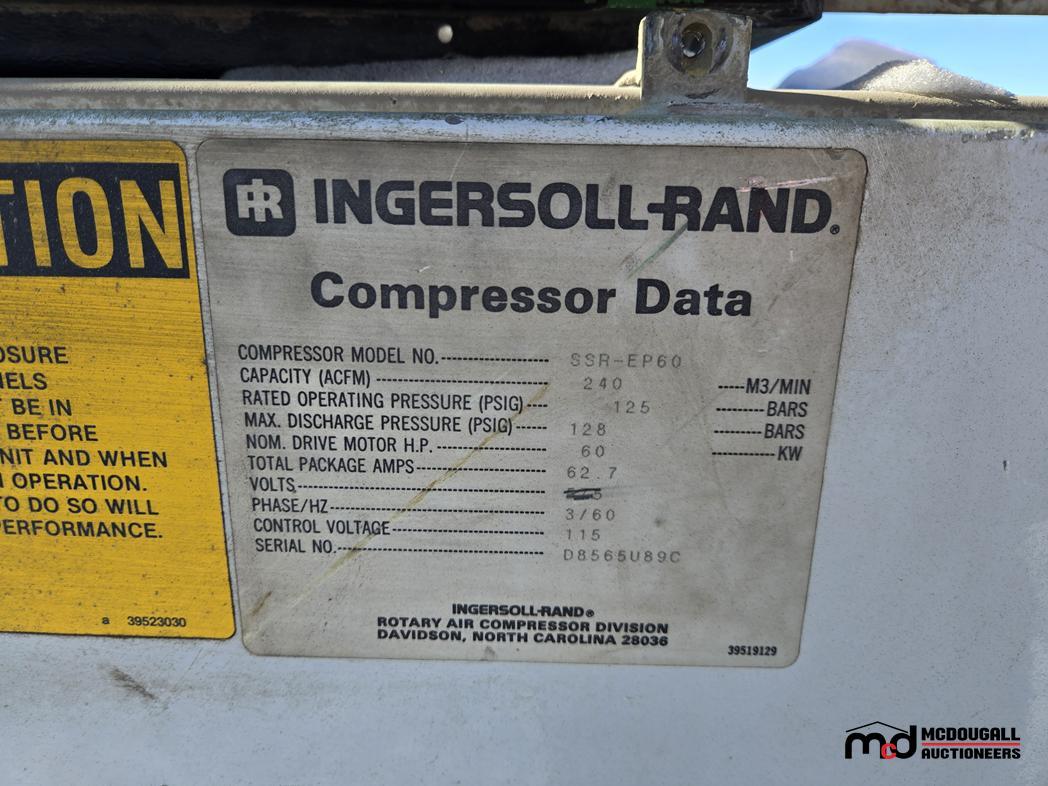 TION
OSURE
NELS
BE IN
BEFORE
NIT AND WHEN
N OPERATION.
TO DO SO WILL
PERFORMANCE.
a 39523030
IR INGERSOLL-RAND®
Compressor Data
COMPRESSOR MODEL NO.---------- SSR-EP60
CAPACITY (ACFM)---------- 240 -----M3/MIN
RATED OPERATING PRESSURE (PSIG)---- 125 ---------BARS
MAX. DISCHARGE PRESSURE (PSIG)------ 128 ---------BARS
NOM. DRIVE MOTOR H.P.---------- 60 ----------KW
TOTAL PACKAGE AMPS---------- 62.7
VOLTS----------
PHASE/HZ---------- 3/60
CONTROL VOLTAGE---------- 115
SERIAL NO.---------- D8565U89C
INGERSOLL-RAND®
ROTARY AIR COMPRESSOR DIVISION
DAVIDSON, NORTH CAROLINA 28036
39519129
mcd MCDOUGALL
AUCTIONEERS